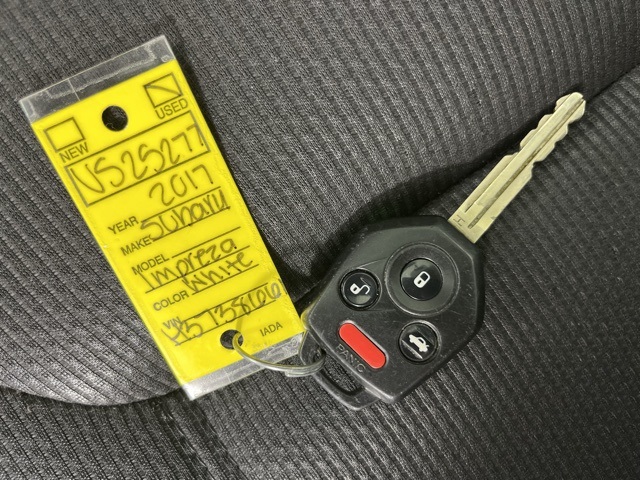 NEW USED
US25277
YEAR 2017
MAKE Subaru
MODEL Impreza
COLOR White
VIN
IADA
PANIC